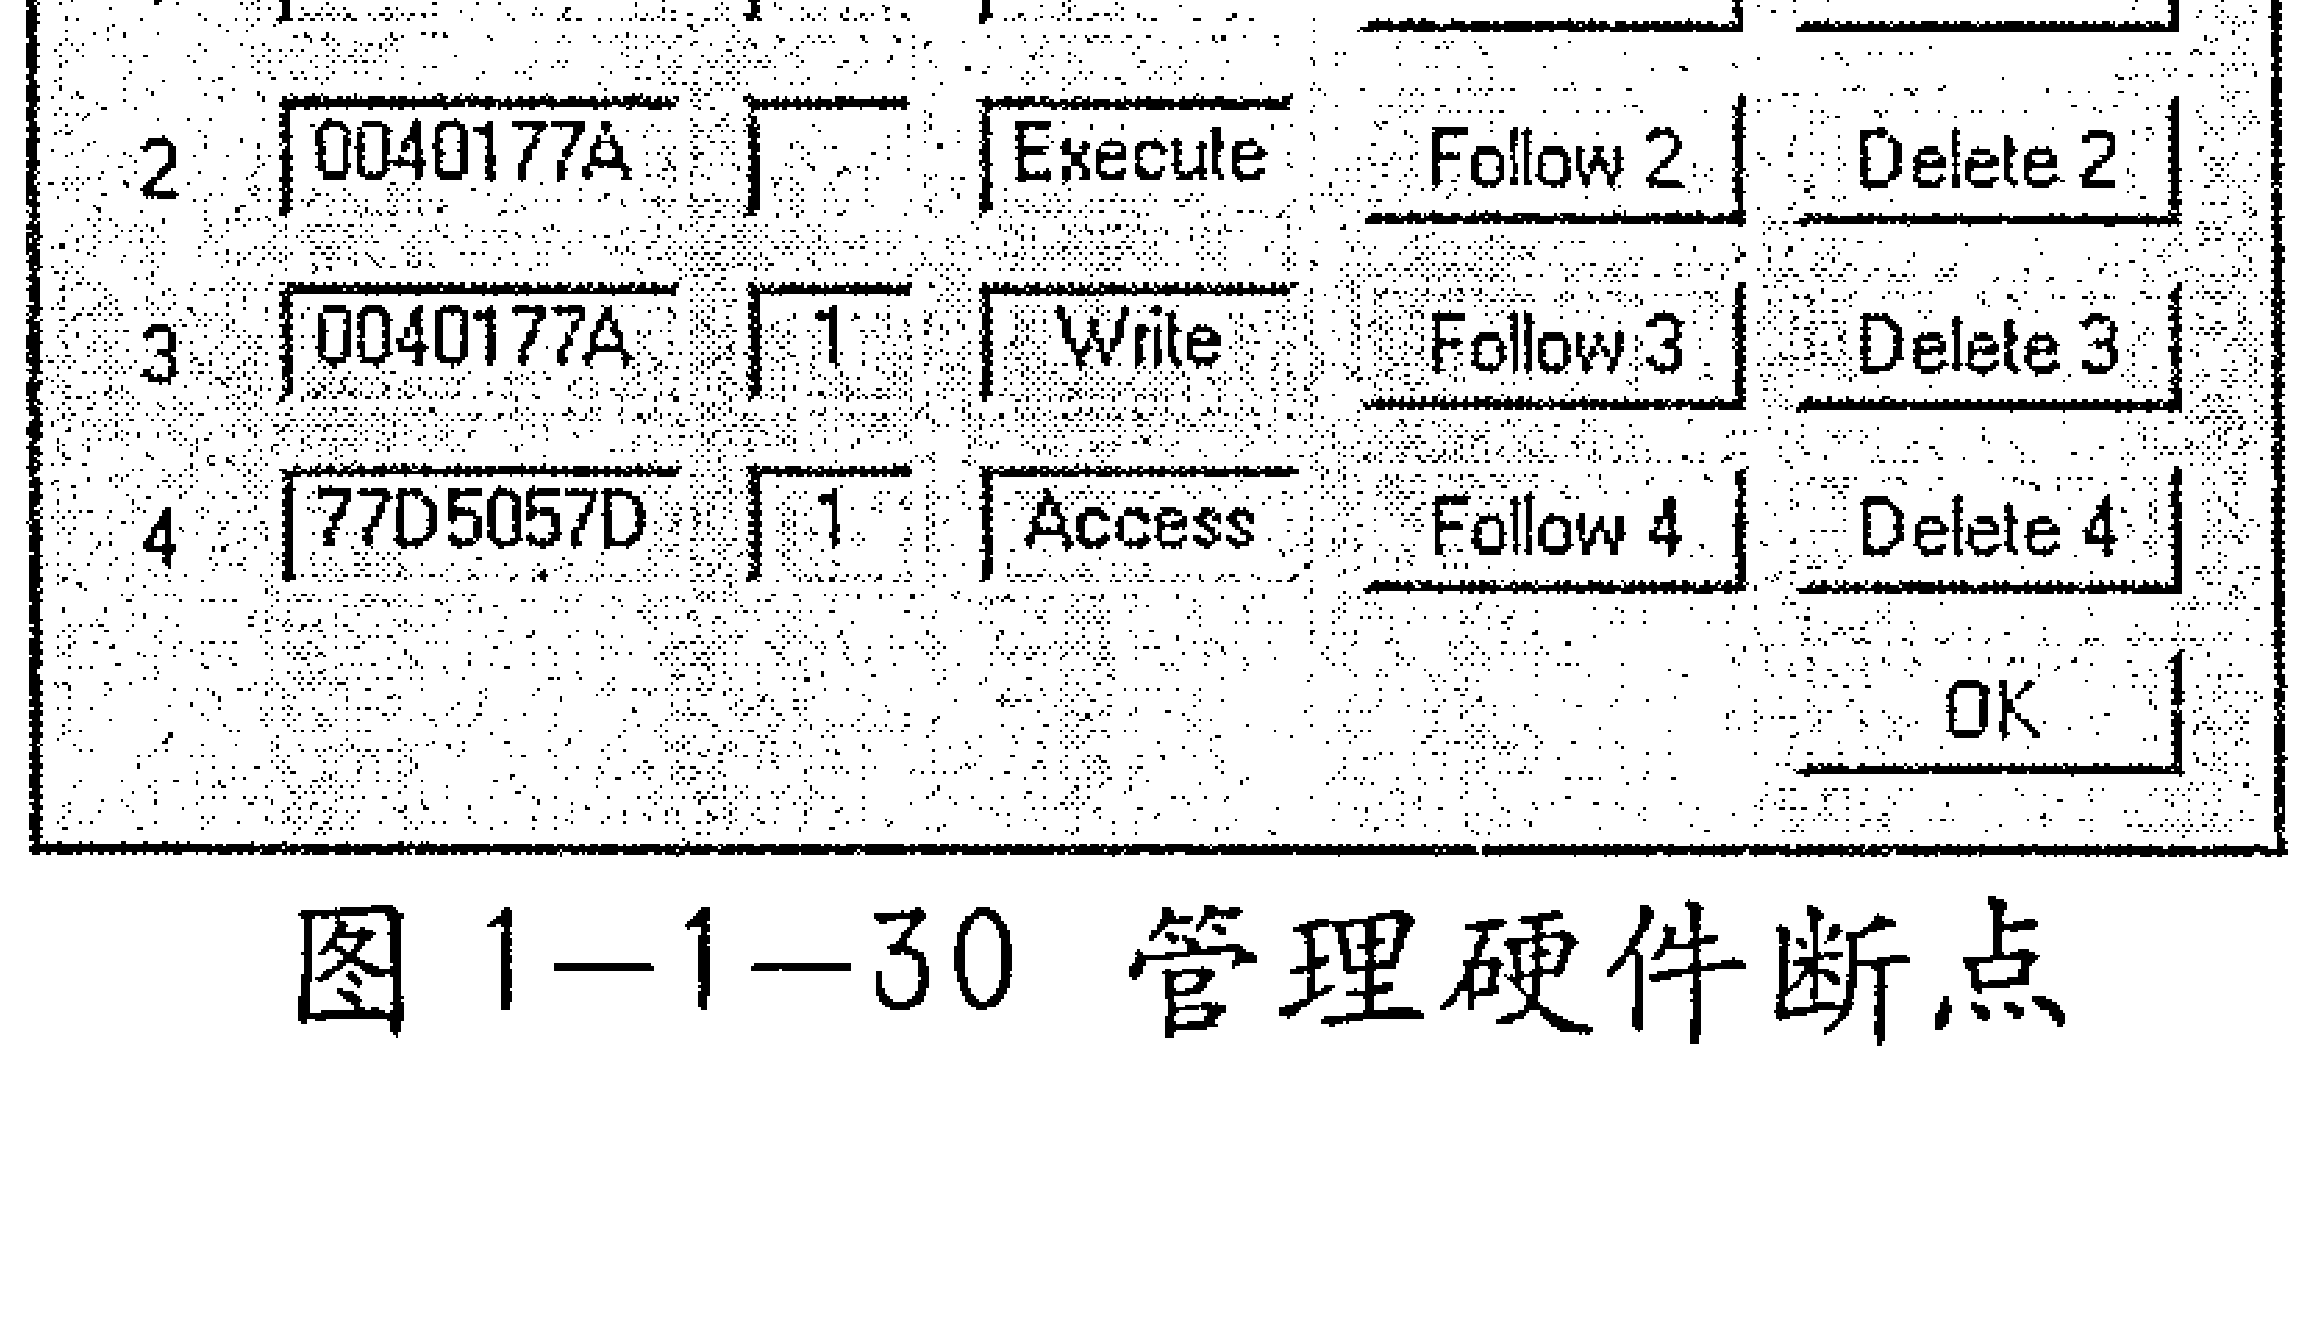 2 0040177A Execute Follow 2 Delete 2
3 0040177A 1 Write Follow 3 Delete 3
4 77D5057D 1 Access Follow 4 Delete 4
OK
图 1—1—30 管理硬件断点